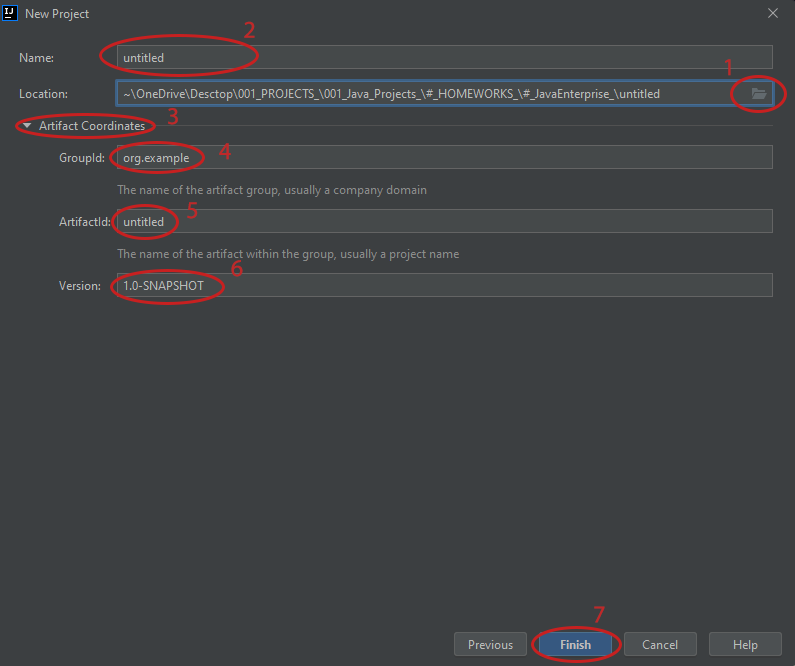 IJ New Project
2
Name: untitled
1
Location: ~\OneDrive\Desctop\001_PROJECTS_\001_Java_Projects_\#_HOMEWORKS_\#_JavaEnterprise_\untitled
Artifact Coordinates 3
GroupId: org.example 4
The name of the artifact group, usually a company domain
ArtifactId: untitled 5
The name of the artifact within the group, usually a project name
6
Version: 1.0-SNAPSHOT
7
Previous Finish Cancel Help